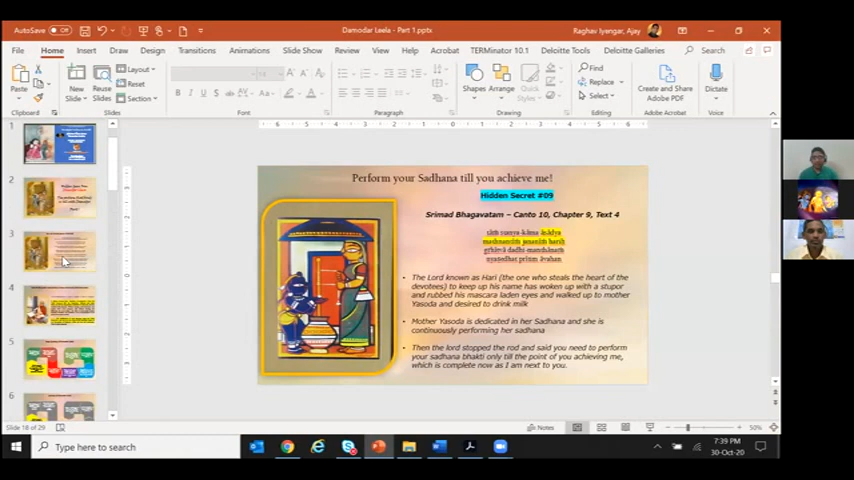 AutoSave Off
Damodar Leela - Part 1.pptx
Raghav Iyengar, Ajay
File Home Insert Draw Design Transitions Animations Slide Show Review View Help Acrobat TERMinator 10.1 Deloitte Tools Deloitte Galleries Search
Paste
New Slide
Reuse Slides
Layout
Reset
Section
Shapes
Arrange
Quick Styles
Find
Replace
Select
Create and Share Adobe PDF
Dictate
Clipboard Slides Font Paragraph Drawing Editing Adobe Acrobat Voice
1
2
3
4
5
6
Perform your Sadhana till you achieve me!
Hidden Secret #09
Srimad Bhagavatam – Canto 10, Chapter 9, Text 4
• The Lord known as Hari (the one who steals the heart of the
devotees) to keep up his name has woken up with a stupor
and rubbed his mascara laden eyes and walked up to mother
Yasoda and desired to drink milk
• Mother Yasoda is dedicated in her Sadhana and she is
continuously performing her sadhana
• Then the lord stopped the rod and said you need to perform
your sadhana bhakti only till the point of you achieving me,
which is complete now as I am next to you.
Slide 18 of 29
Notes
50%
Type here to search
7:39 PM
30-Oct-20